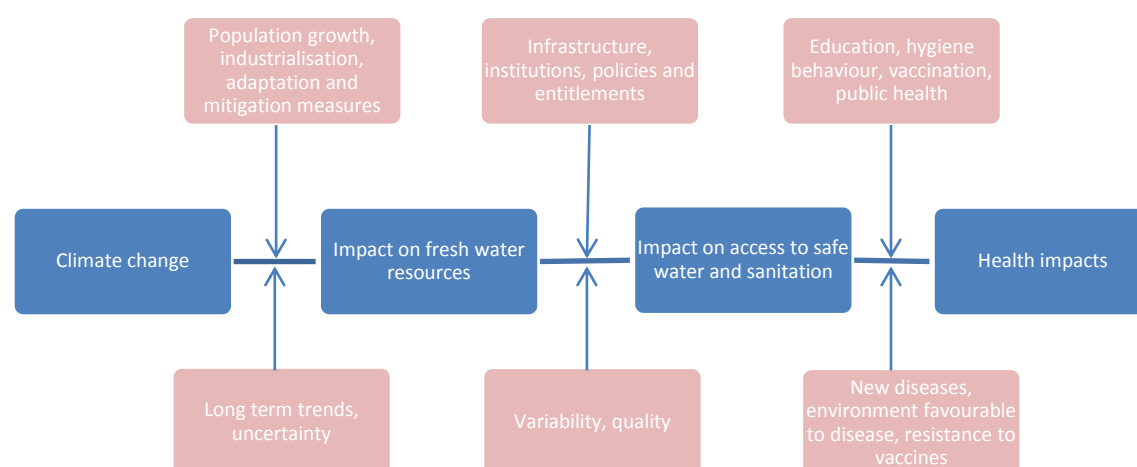 Population growth,
industrialisation,
adaptation and
mitigation measures
Infrastructure,
institutions, policies and
entitlements
Education, hygiene
behaviour, vaccination,
public health
Climate change
Impact on fresh water
resources
Impact on access to safe
water and sanitation
Health impacts
Long term trends,
uncertainty
Variability, quality
New diseases,
environment favourable
to disease, resistance to
vaccines